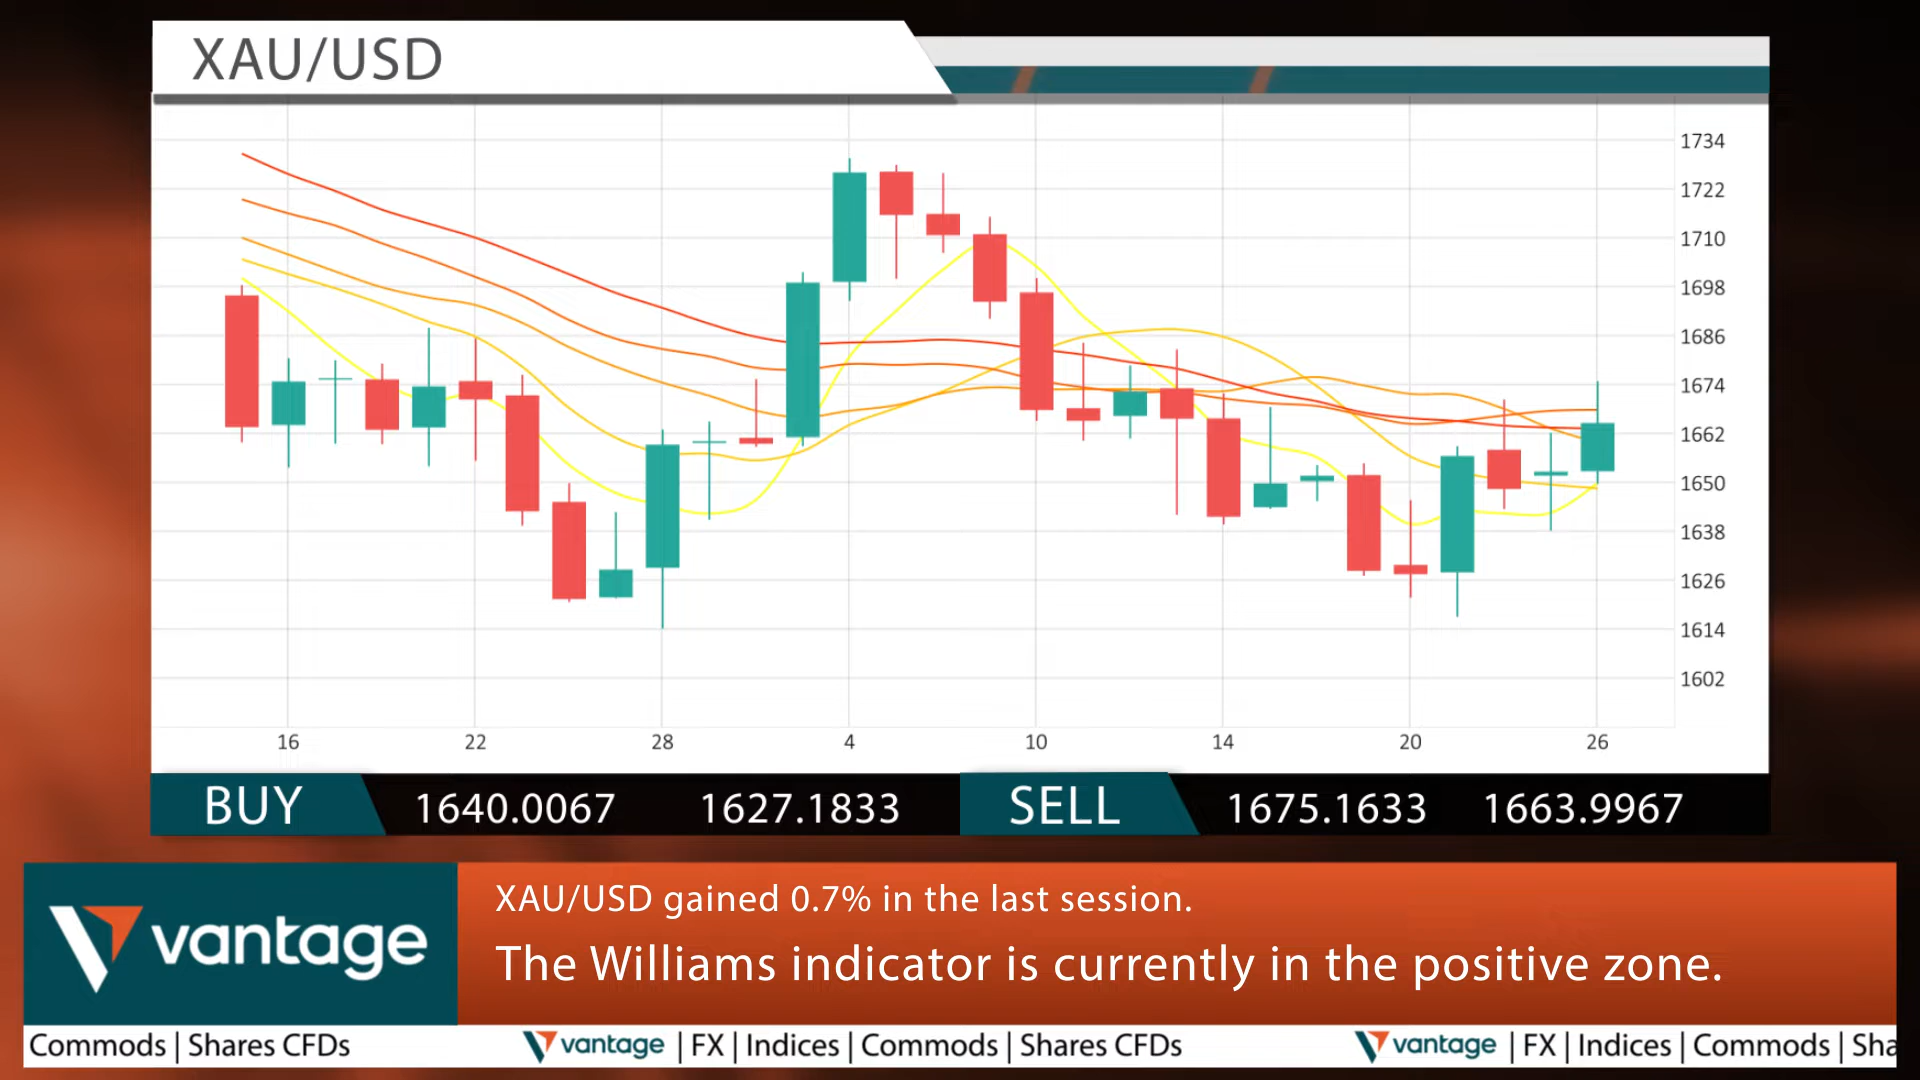 XAU/USD
1734
1722
1710
1698
1686
1674
1662
1650
1638
1626
1614
1602
16 22 28 4 10 14 20 26
BUY 1640.0067 1627.1833 SELL 1675.1633 1663.9967
vantage
XAU/USD gained 0.7% in the last session.
The Williams indicator is currently in the positive zone.
Commods | Shares CFDs vantage | FX | Indices | Commods | Shares CFDs vantage | FX | Indices | Commods | Sha